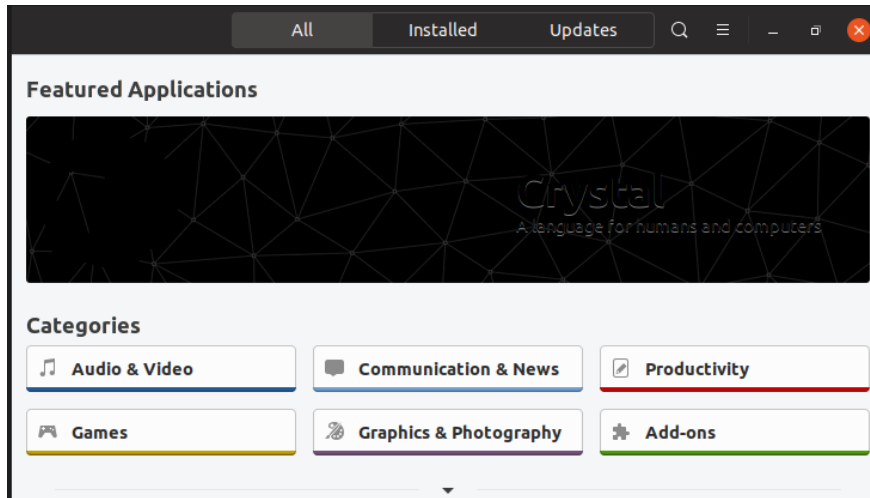 All Installed Updates
Featured Applications
Crystal
A language for humans and computers
Categories
Audio & Video Communication & News Productivity
Games Graphics & Photography Add-ons